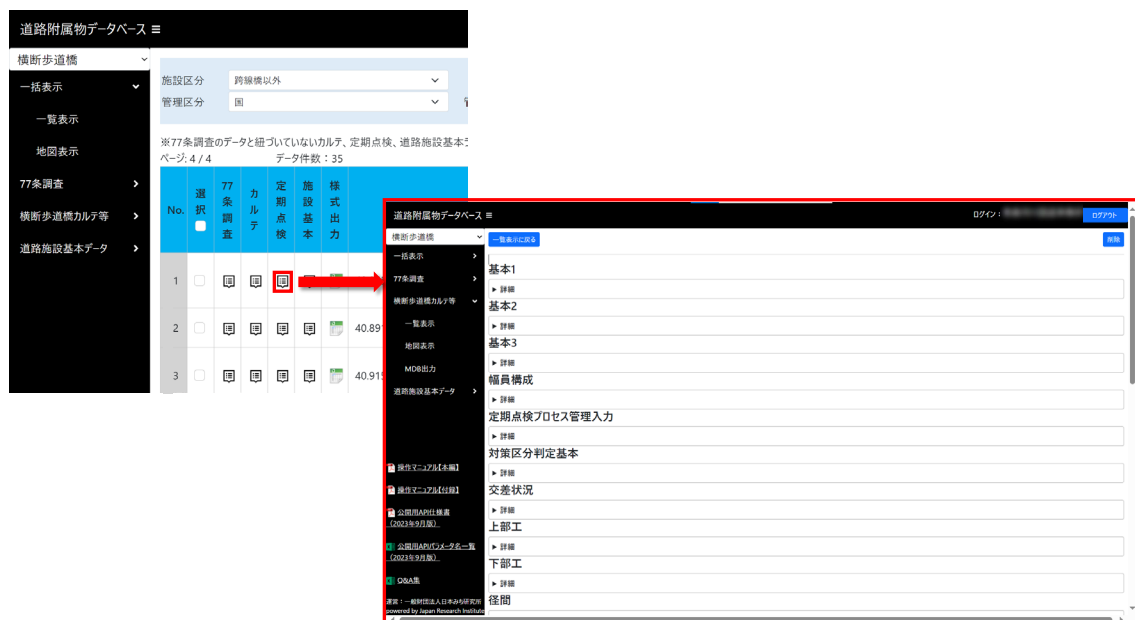 道路附属物データベース ≡
横断歩道橋
一括表示
一覧表示
地図表示
77条調査
横断歩道橋カルテ等
道路施設基本データ
施設区分 跨線橋以外
管理区分 国
※77条調査のデータと紐づいていないカルテ、定期点検、道路施設基本デ
ページ: 4 / 4 データ件数：35
No. 選択 77条調査 カルテ 定期点検 施設基本 様式出力
1
2 40.89
3 40.915
道路附属物データベース ≡
ログイン：
ログアウト
横断歩道橋
一括表示
77条調査
横断歩道橋カルテ等
一覧表示
地図表示
MDB出力
道路施設基本データ
操作マニュアル【本編】
操作マニュアル【付録】
公開用API仕様書
（2023年9月版）
公開用APIパラメータ名一覧
（2023年9月版）
Q&A集
運営：一般財団法人日本みち研究所
powered by Japan Research Institute
一覧表示に戻る
削除
基本1
▶ 詳細
基本2
▶ 詳細
基本3
▶ 詳細
幅員構成
▶ 詳細
定期点検プロセス管理入力
▶ 詳細
対策区分判定基本
▶ 詳細
交差状況
▶ 詳細
上部工
▶ 詳細
下部工
▶ 詳細
径間